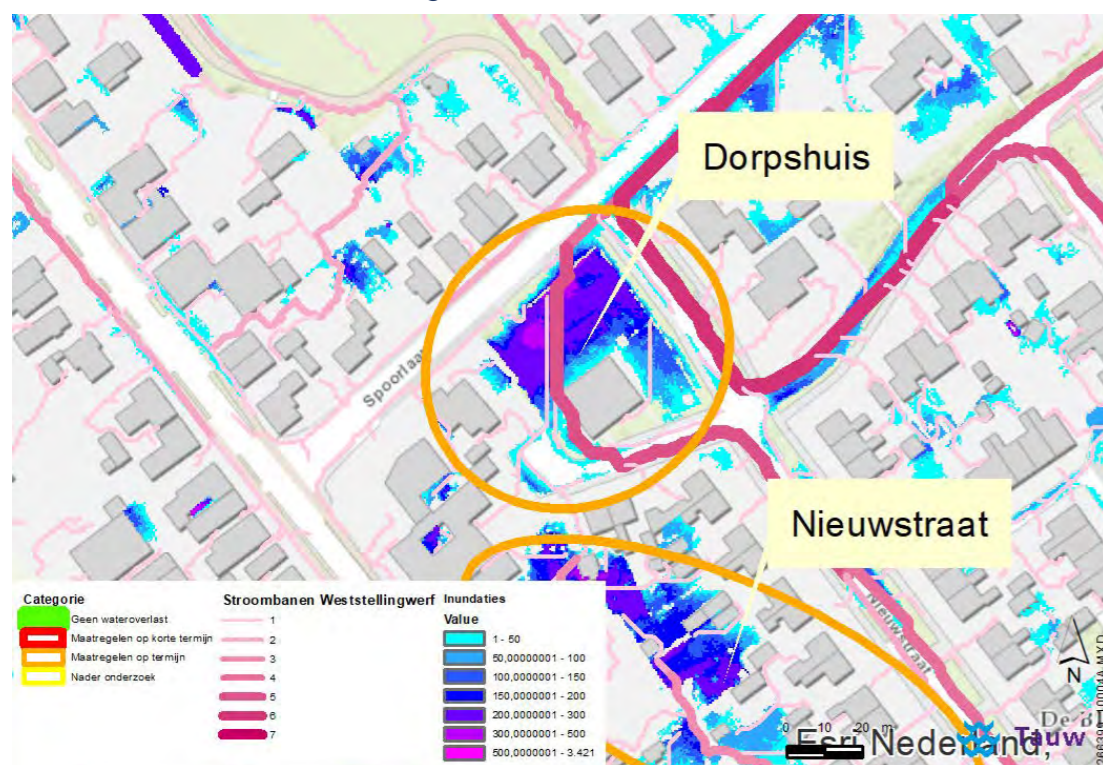 Dorpshuis
Spoorlaa
Nieuwstraat
Nieuwstraat
Categorie
Geen wateroverlast
Maatregelen op korte termijn
Maatregelen op termijn
Nader onderzoek
Stroombanen Weststellingwerf
1
2
3
4
5
6
7
Inundaties
Value
1 - 50
50,00000001 - 100
100,0000001 - 150
150,0000001 - 200
200,0000001 - 300
300,0000001 - 500
500,0000001 - 3.421
N
0 10 20 m
Esri Nederland,
Tauw